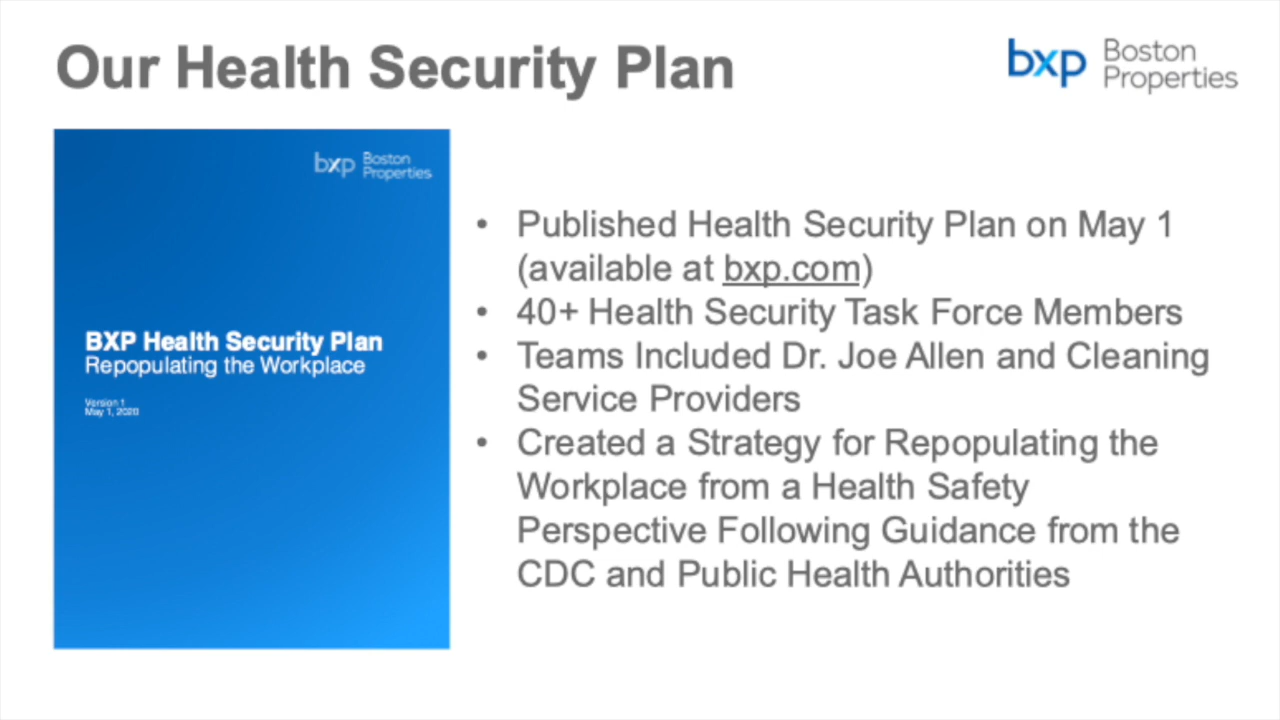 Our Health Security Plan
bxp Boston
Properties
bxp Boston
Properties
BXP Health Security Plan
Repopulating the Workplace
Version 1
May 1, 2020
• Published Health Security Plan on May 1
(available at bxp.com)
• 40+ Health Security Task Force Members
• Teams Included Dr. Joe Allen and Cleaning
Service Providers
• Created a Strategy for Repopulating the
Workplace from a Health Safety
Perspective Following Guidance from the
CDC and Public Health Authorities